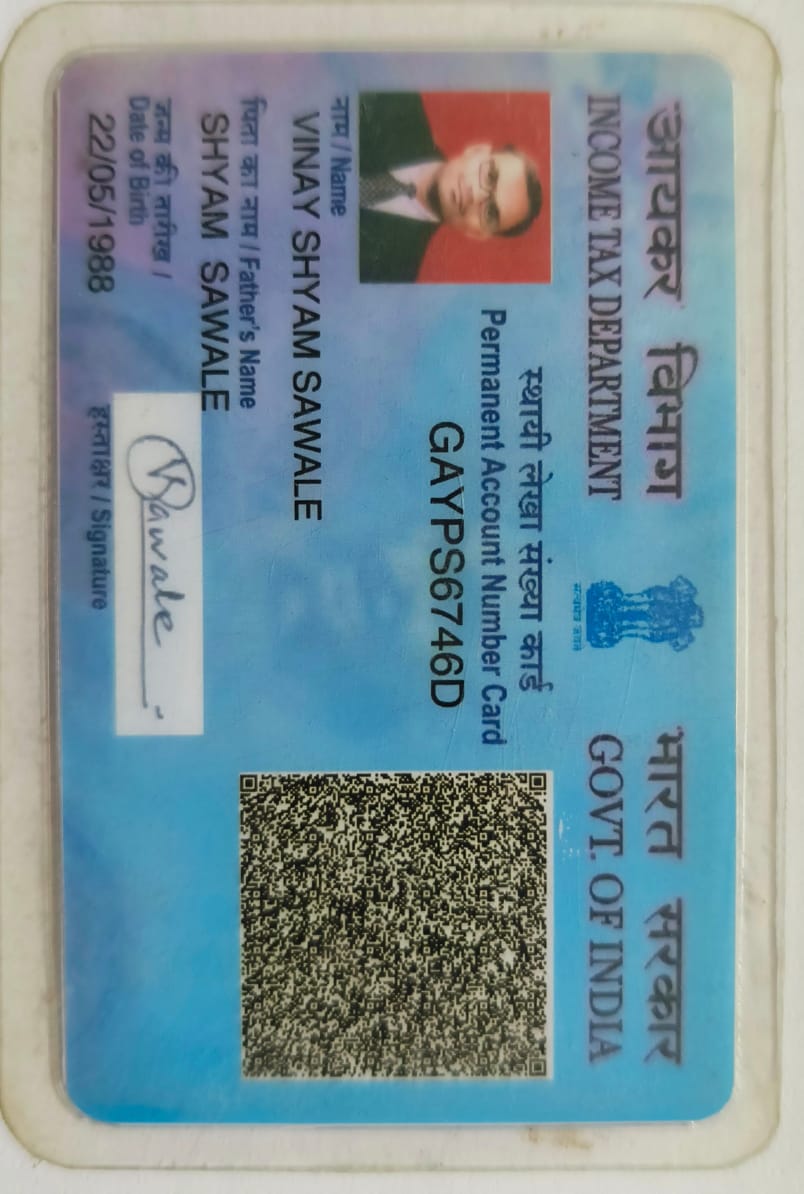 आयकर विभाग
INCOME TAX DEPARTMENT
सत्यमेव जयते
भारत सरकार
GOVT. OF INDIA
स्थायी लेखा संख्या कार्ड
Permanent Account Number Card
GAYPS6746D
नाम / Name
VINAY SHYAM SAWALE
पिता का नाम / Father's Name
SHYAM SAWALE
जन्म की तारीख /
Date of Birth
22/05/1988
VSawale
हस्ताक्षर / Signature